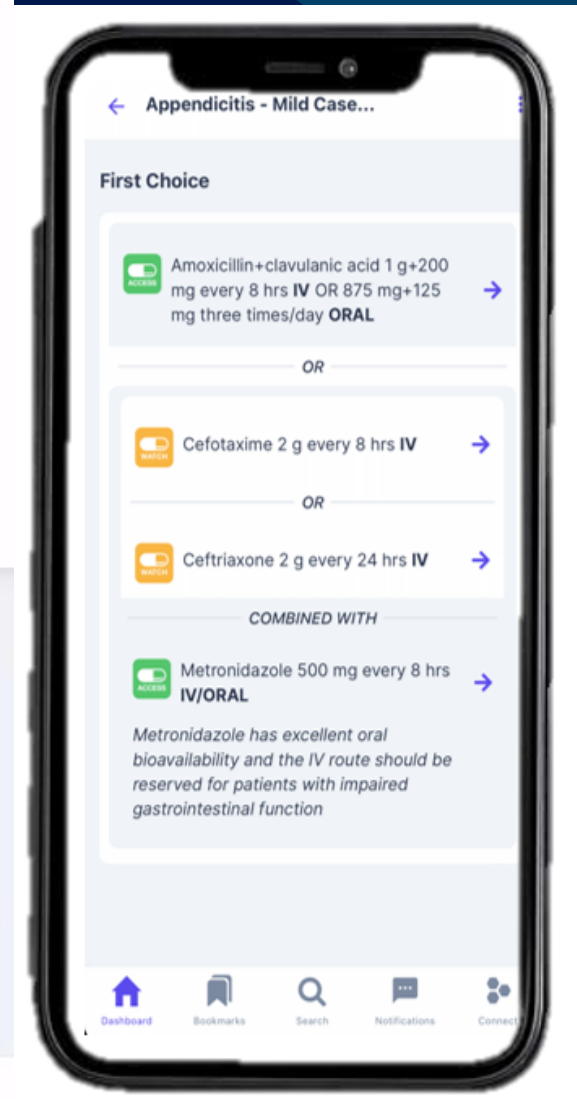 Appendicitis - Mild Case...
First Choice
Amoxicillin+clavulanic acid 1 g+200
ACCESS
mg every 8 hrs IV OR 875 mg+125
mg three times/day ORAL
OR
Cefotaxime 2 g every 8 hrs IV
WATCH
OR
Ceftriaxone 2 g every 24 hrs IV
WATCH
COMBINED WITH
Metronidazole 500 mg every 8 hrs
ACCESS
IV/ORAL
Metronidazole has excellent oral
bioavailability and the IV route should be
reserved for patients with impaired
gastrointestinal function
Dashboard Bookmarks Search Notifications Connect